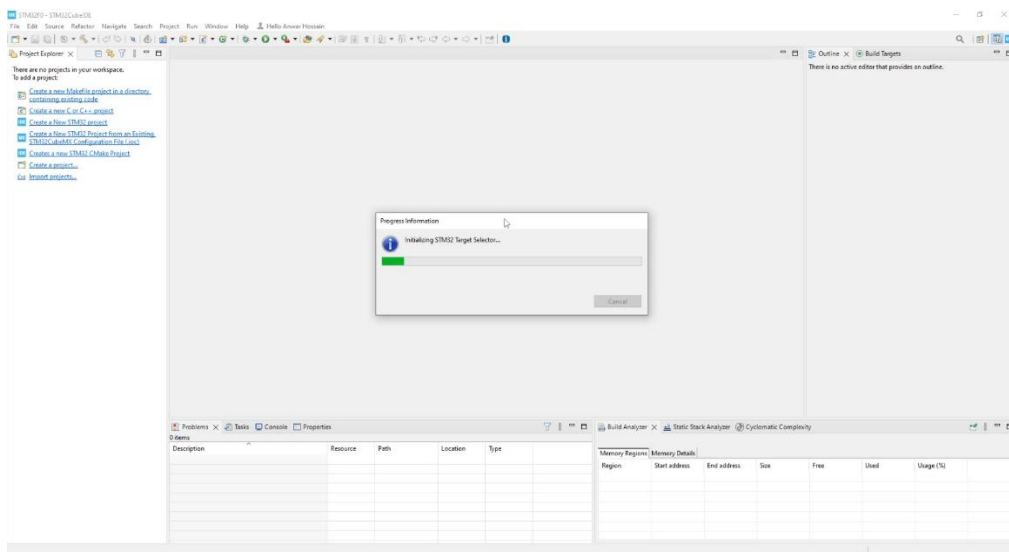 STM32F0 - STM32CubeIDE
File Edit Source Refactor Navigate Search Project Run Window Help Hello Anwar Hossain
Project Explorer
There are no projects in your workspace.
To add a project:
Create a new Makefile project in a directory containing existing code
Create a new C or C++ project
Create a New STM32 project
Create a New STM32 Project from an Existing STM32CubeMX Configuration File (.ioc)
Creates a new STM32 CMake Project
Create a project...
Import projects...
Outline Build Targets
There is no active editor that provides an outline.
Progress Information
Initializing STM32 Target Selector...
Cancel
Problems Tasks Console Properties
0 items
Description Resource Path Location Type
Build Analyzer Static Stack Analyzer Cyclomatic Complexity
Memory Regions Memory Details
Region Start address End address Size Free Used Usage (%)